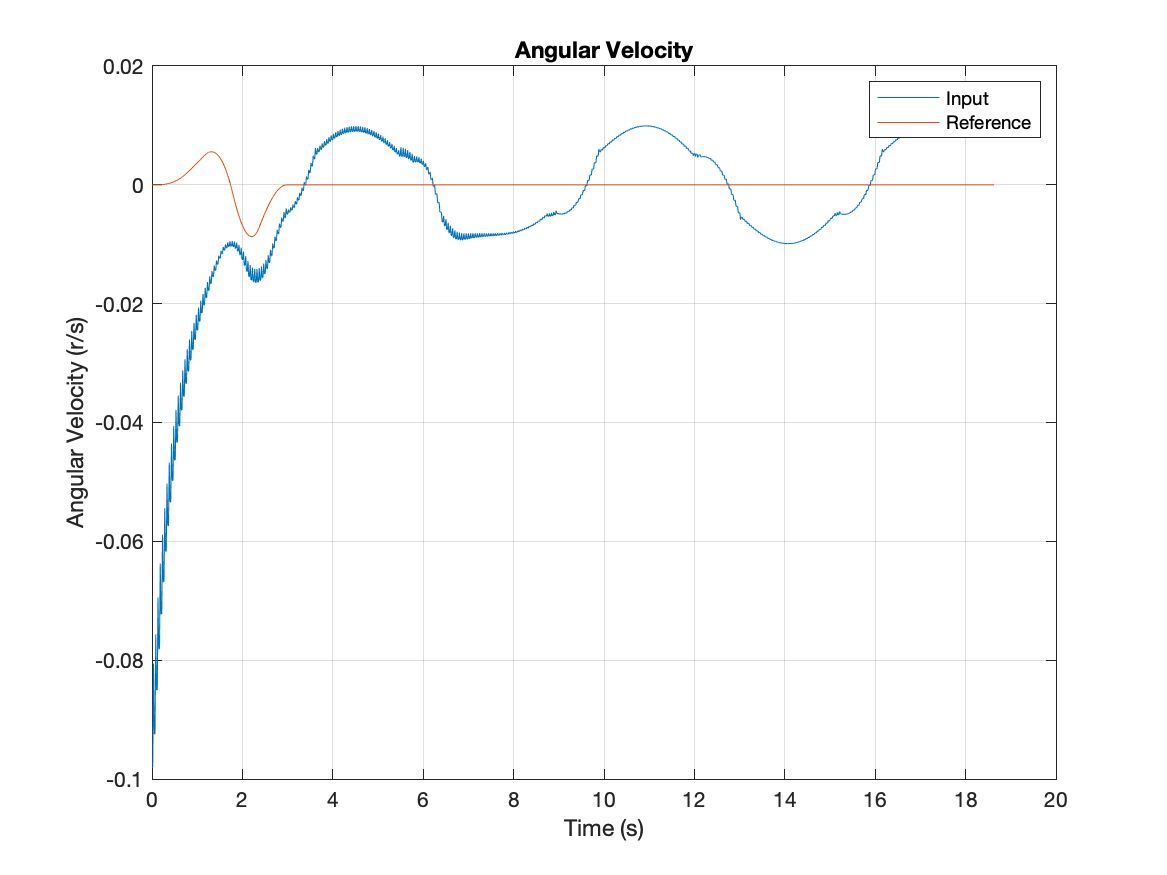 Angular Velocity
0.02
0
-0.02
-0.04
-0.06
-0.08
-0.1
Angular Velocity (r/s)
Input
Reference
0 2 4 6 8 10 12 14 16 18 20
Time (s)